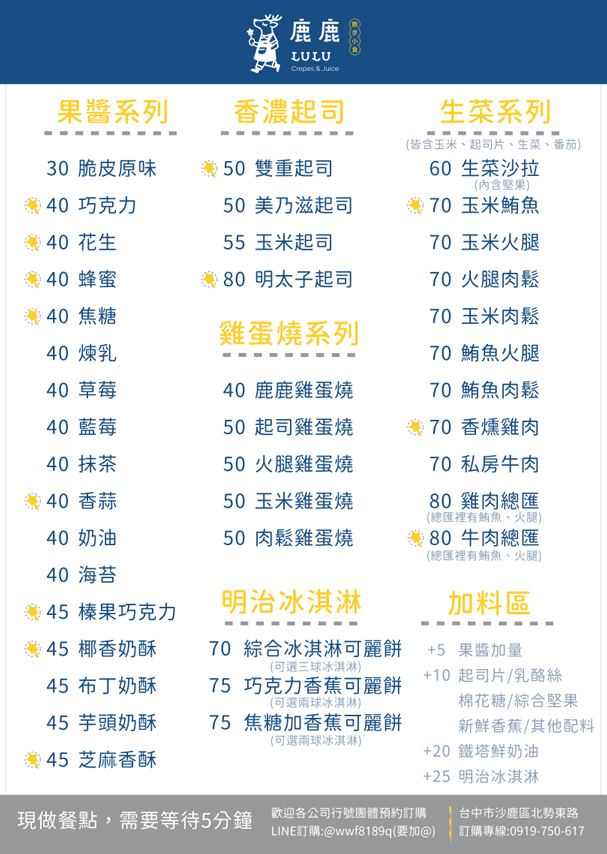 鹿鹿
散步小食
LULU
Crepes & Juice
果醬系列
30 脆皮原味
40 巧克力
40 花生
40 蜂蜜
40 焦糖
40 煉乳
40 草莓
40 藍莓
40 抹茶
40 香蒜
40 奶油
40 海苔
45 榛果巧克力
45 椰香奶酥
45 布丁奶酥
45 芋頭奶酥
45 芝麻香酥
香濃起司
50 雙重起司
50 美乃滋起司
55 玉米起司
80 明太子起司
雞蛋燒系列
40 鹿鹿雞蛋燒
50 起司雞蛋燒
50 火腿雞蛋燒
50 玉米雞蛋燒
50 肉鬆雞蛋燒
明治冰淇淋
70 綜合冰淇淋可麗餅
(可選三球冰淇淋)
75 巧克力香蕉可麗餅
(可選兩球冰淇淋)
75 焦糖加香蕉可麗餅
(可選兩球冰淇淋)
生菜系列
(皆含玉米、起司片、生菜、番茄)
60 生菜沙拉
(內含堅果)
70 玉米鮪魚
70 玉米火腿
70 火腿肉鬆
70 玉米肉鬆
70 鮪魚火腿
70 鮪魚肉鬆
70 香燻雞肉
70 私房牛肉
80 雞肉總匯
(總匯裡有鮪魚、火腿)
80 牛肉總匯
(總匯裡有鮪魚、火腿)
加料區
+5 果醬加量
+10 起司片/乳酪絲
棉花糖/綜合堅果
新鮮香蕉/其他配料
+20 鐵塔鮮奶油
+25 明治冰淇淋
現做餐點，需要等待5分鐘
歡迎各公司行號團體預約訂購
LINE訂購:@wwf8189q(要加@)
台中市沙鹿區北勢東路
訂購專線:0919-750-617